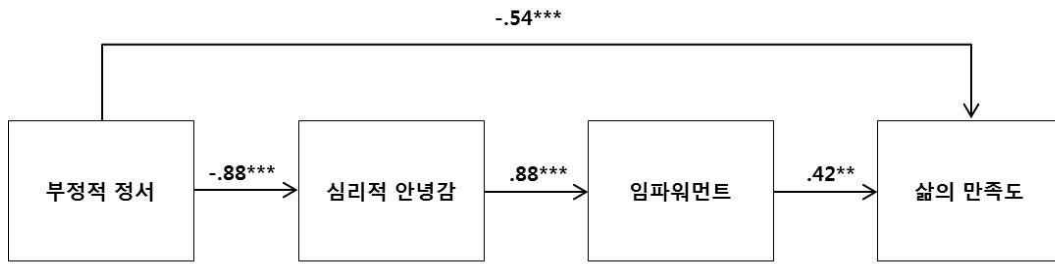 -.54***
부정적 정서
-.88***
심리적 안녕감
.88***
임파워먼트
.42**
삶의 만족도